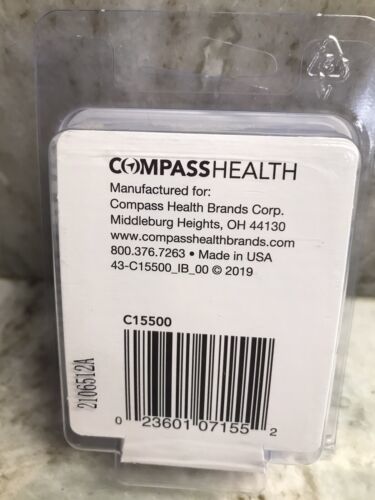 COMPASSHEALTH
Manufactured for:
Compass Health Brands Corp.
Middleburg Heights, OH 44130
www.compasshealthbrands.com
800.376.7263 • Made in USA
43-C15500_IB_00 © 2019
C15500
2106512A
0 23601 07155 2